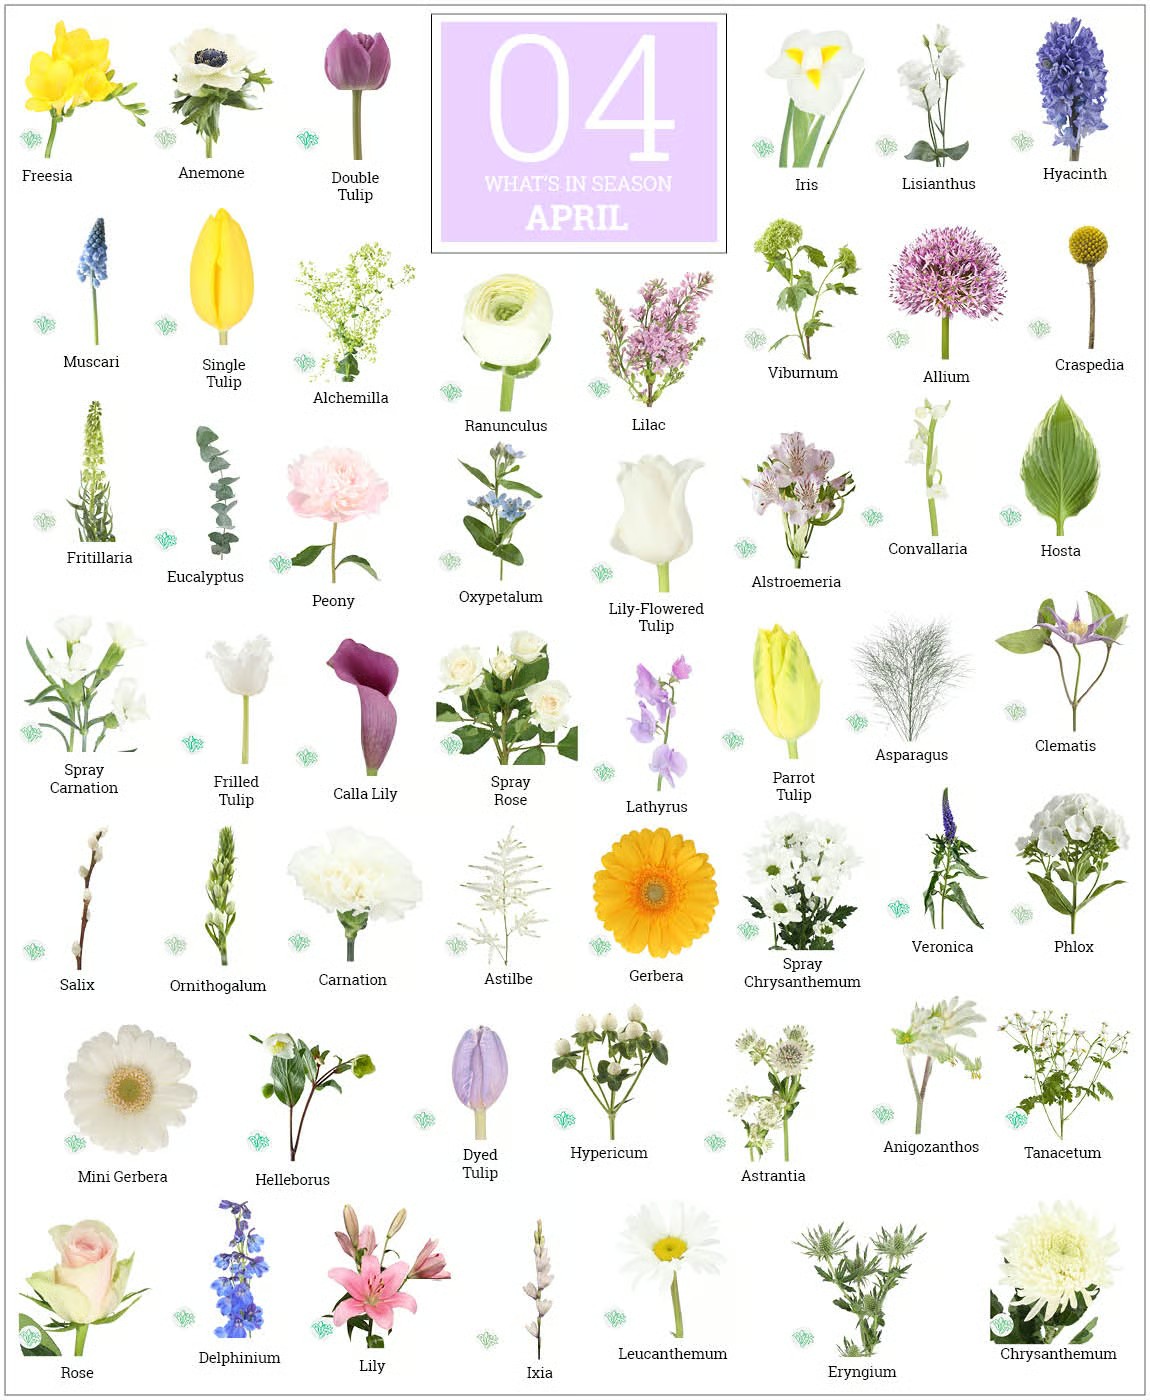 04
WHAT'S IN SEASON
APRIL
Freesia
Anemone
Double
Tulip
Iris
Lisianthus
Hyacinth
Muscari
Single
Tulip
Alchemilla
Ranunculus
Lilac
Viburnum
Allium
Craspedia
Fritillaria
Eucalyptus
Peony
Oxypetalum
Lily-Flowered
Tulip
Alstroemeria
Convallaria
Hosta
Spray
Carnation
Frilled
Tulip
Calla Lily
Spray
Rose
Lathyrus
Parrot
Tulip
Asparagus
Clematis
Salix
Ornithogalum
Carnation
Astilbe
Gerbera
Spray
Chrysanthemum
Veronica
Phlox
Mini Gerbera
Helleborus
Dyed
Tulip
Hypericum
Astrantia
Anigozanthos
Tanacetum
Rose
Delphinium
Lily
Ixia
Leucanthemum
Eryngium
Chrysanthemum